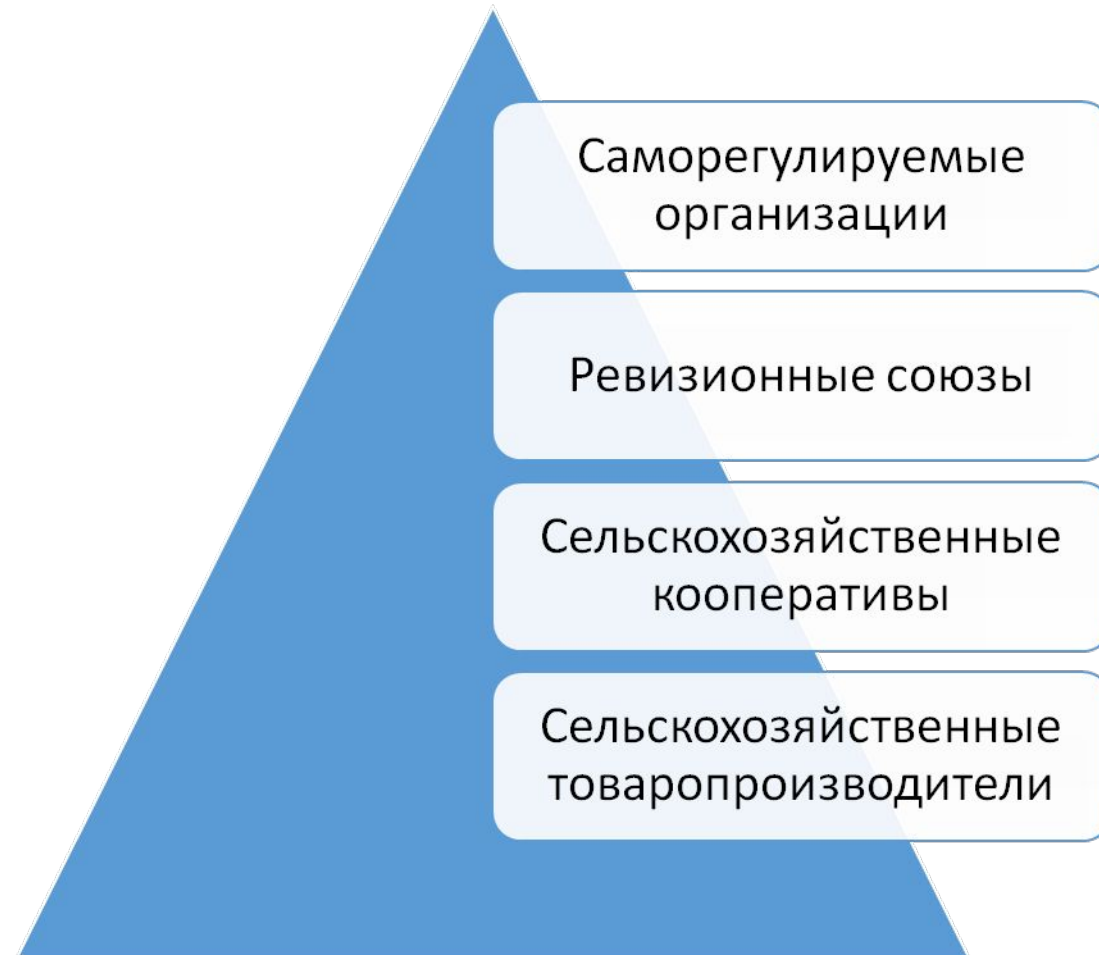 Саморегулируемые
организации
Ревизионные союзы
Сельскохозяйственные
кооперативы
Сельскохозяйственные
товаропроизводители